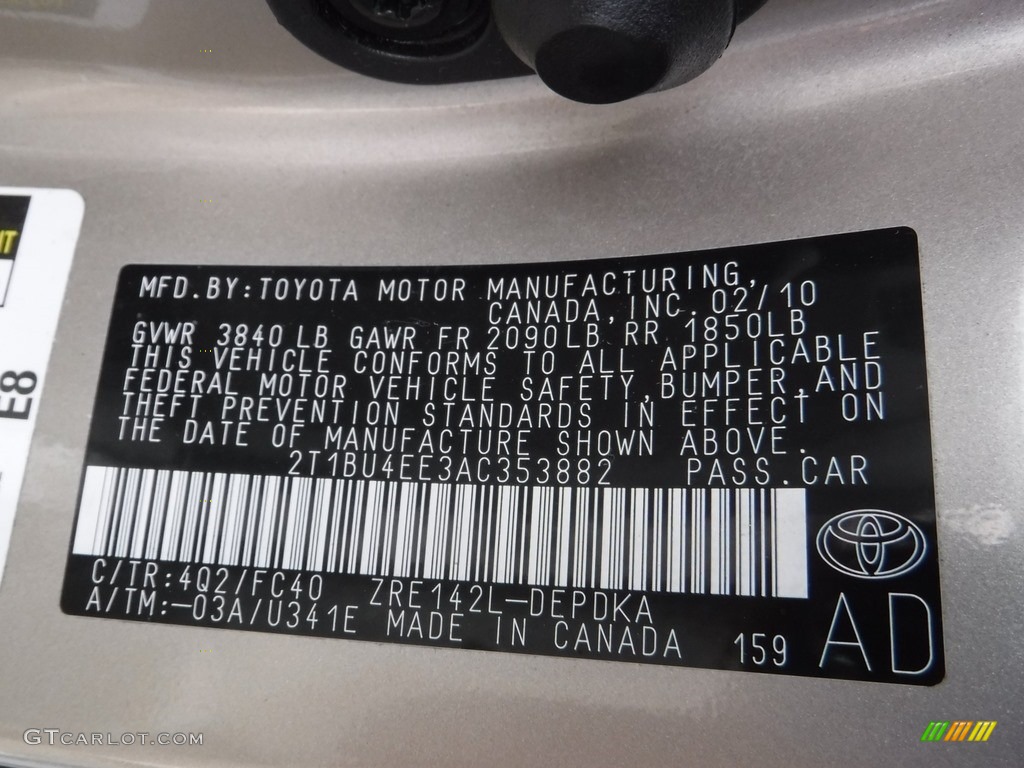 MFD.BY:TOYOTA MOTOR MANUFACTURING,
CANADA,INC.02/10
GVWR 3840 LB GAWR FR 2090LB RR 1850LB
THIS VEHICLE CONFORMS TO ALL APPLICABLE
FEDERAL MOTOR VEHICLE SAFETY,BUMPER,AND
THEFT PREVENTION STANDARDS IN EFFECT ON
THE DATE OF MANUFACTURE SHOWN ABOVE.
2T1BU4EE3AC353882 PASS.CAR
C/TR:4Q2/FC40 ZRE142L-DEPDKA
A/TM:-03A/U341E MADE IN CANADA 159
AD
E8
GTCARLOT.COM